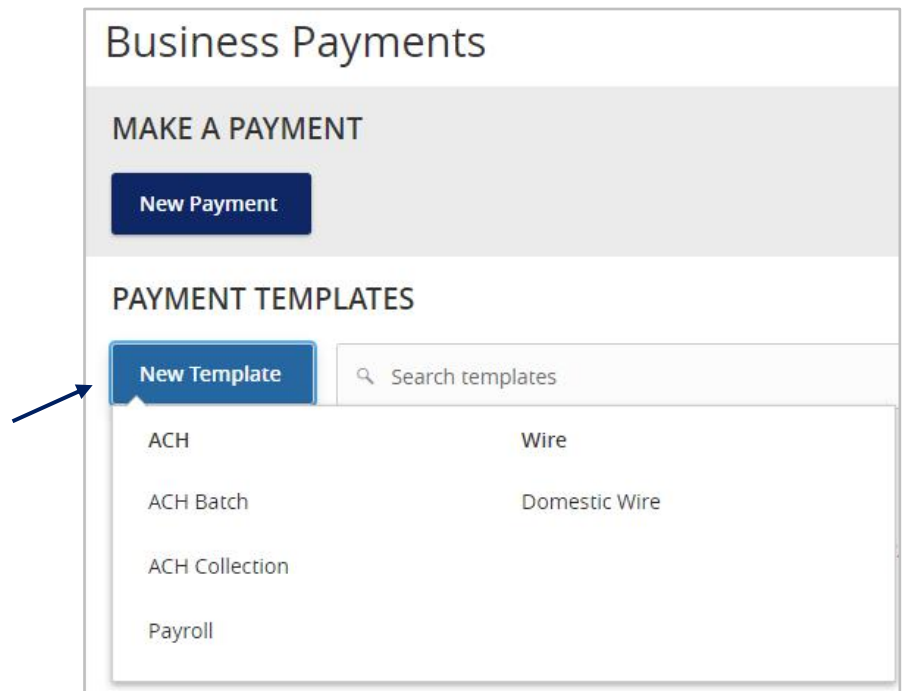 Business Payments
MAKE A PAYMENT
New Payment
PAYMENT TEMPLATES
New Template
Search templates
ACH
Wire
ACH Batch
Domestic Wire
ACH Collection
Payroll